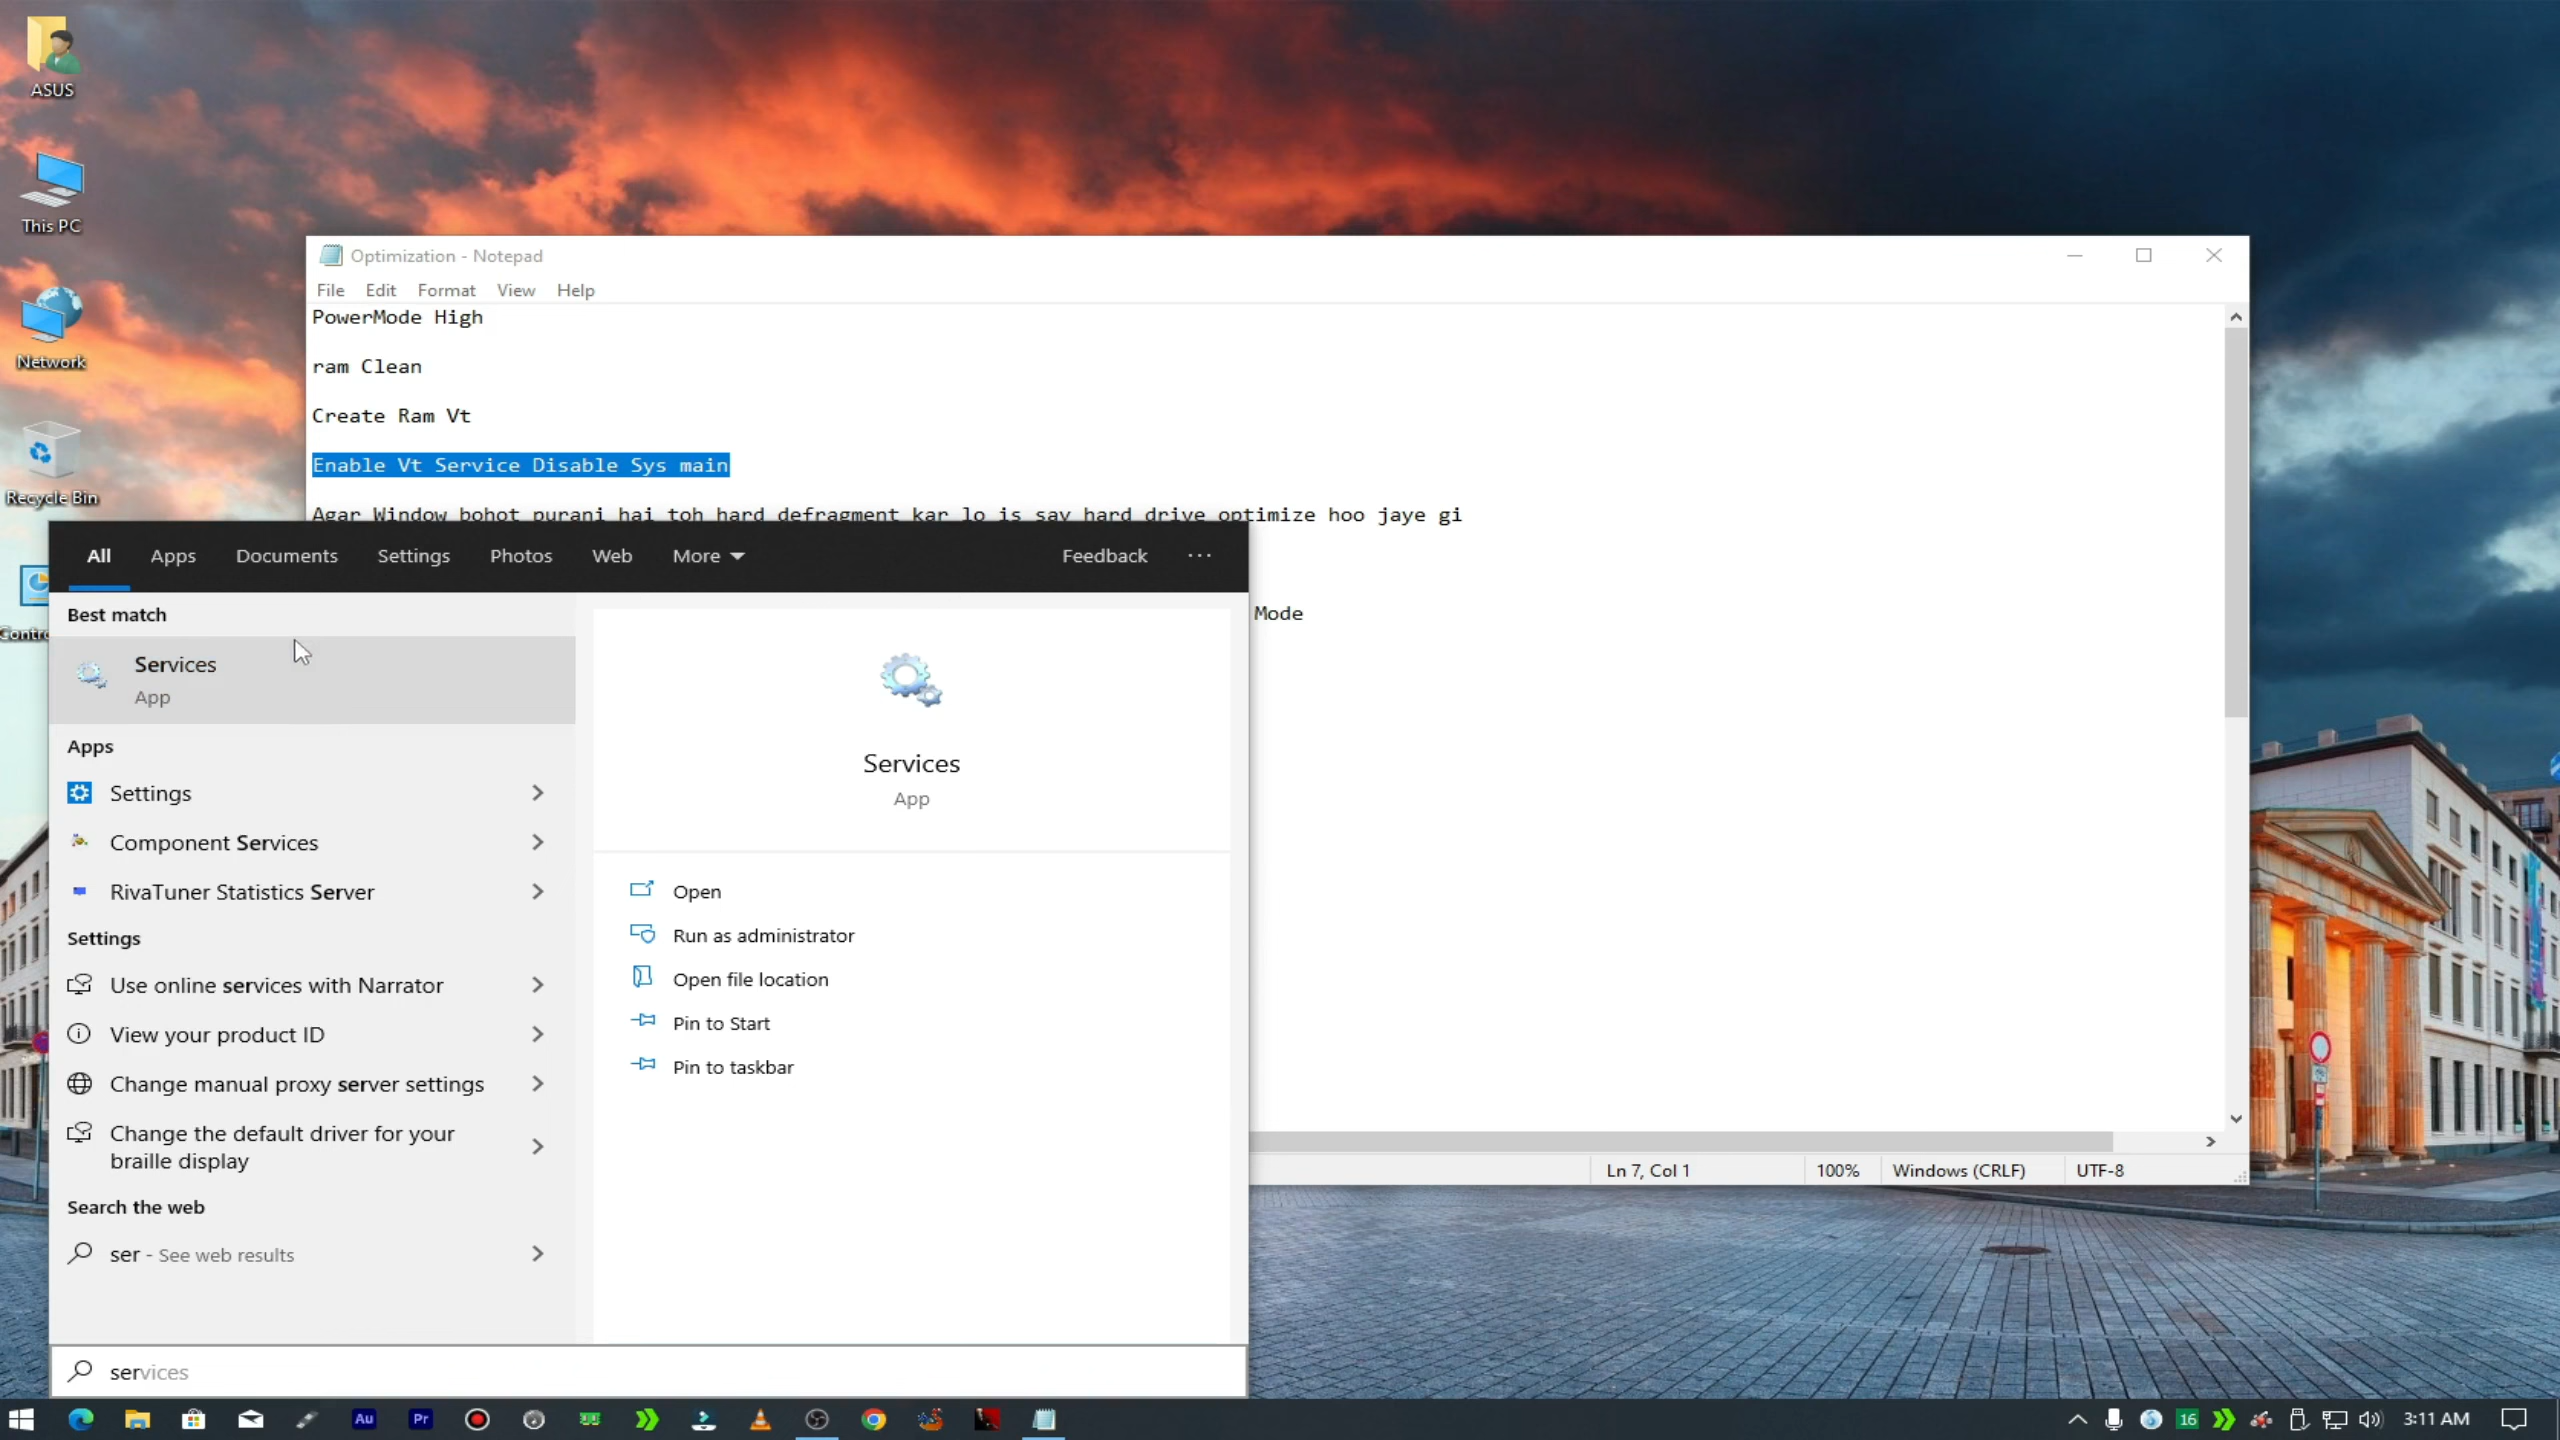 ASUS
This PC
Network
Recycle Bin
Contro
Optimization - Notepad
File Edit Format View Help
PowerMode High
ram Clean
Create Ram Vt
Enable Vt Service Disable Sys main
Agar Window bohot purani hai toh hard defragment kar lo is say hard drive optimize hoo jaye gi
Mode
Ln 7, Col 1 100% Windows (CRLF) UTF-8
All Apps Documents Settings Photos Web More Feedback ...
Best match
Services
App
Apps
Settings
Component Services
RivaTuner Statistics Server
Settings
Use online services with Narrator
View your product ID
Change manual proxy server settings
Change the default driver for your
braille display
Search the web
ser - See web results
Services
App
Open
Run as administrator
Open file location
Pin to Start
Pin to taskbar
services
Au Pr 16 3:11 AM